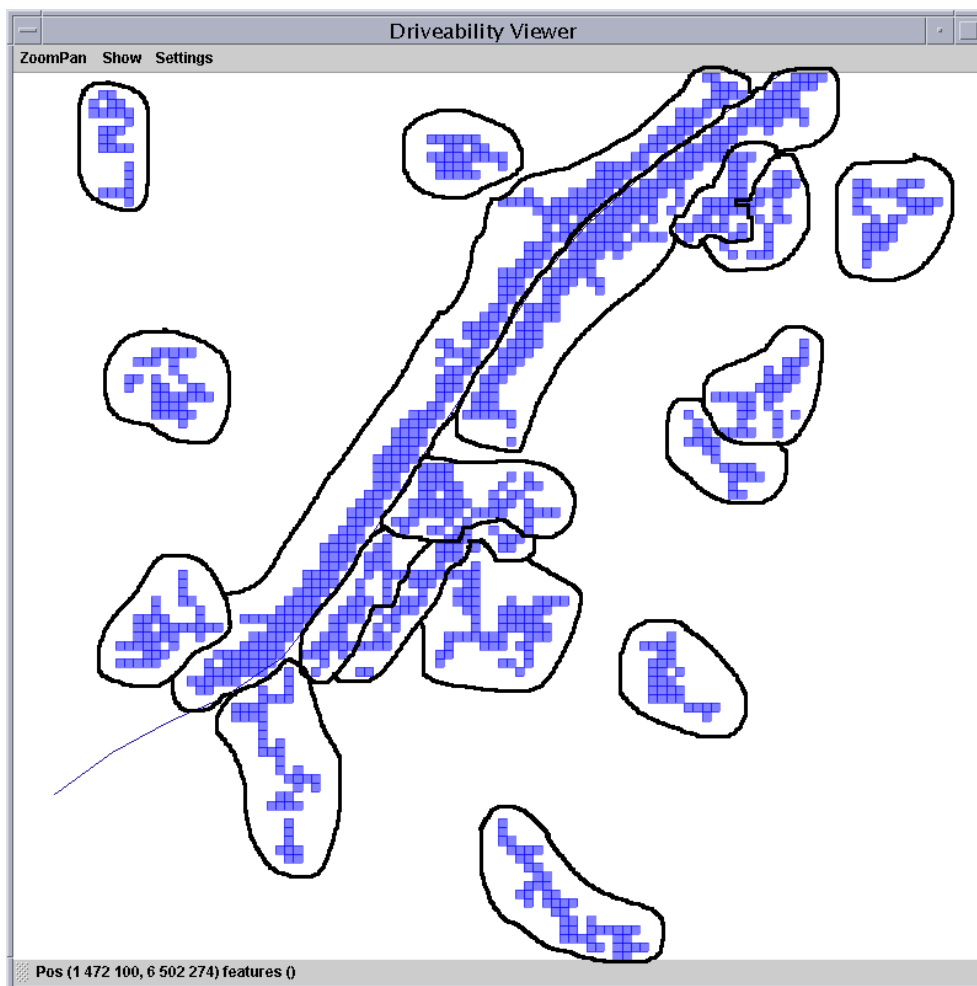 Driveability Viewer
ZoomPan Show Settings
Pos (1 472 100, 6 502 274) features ()